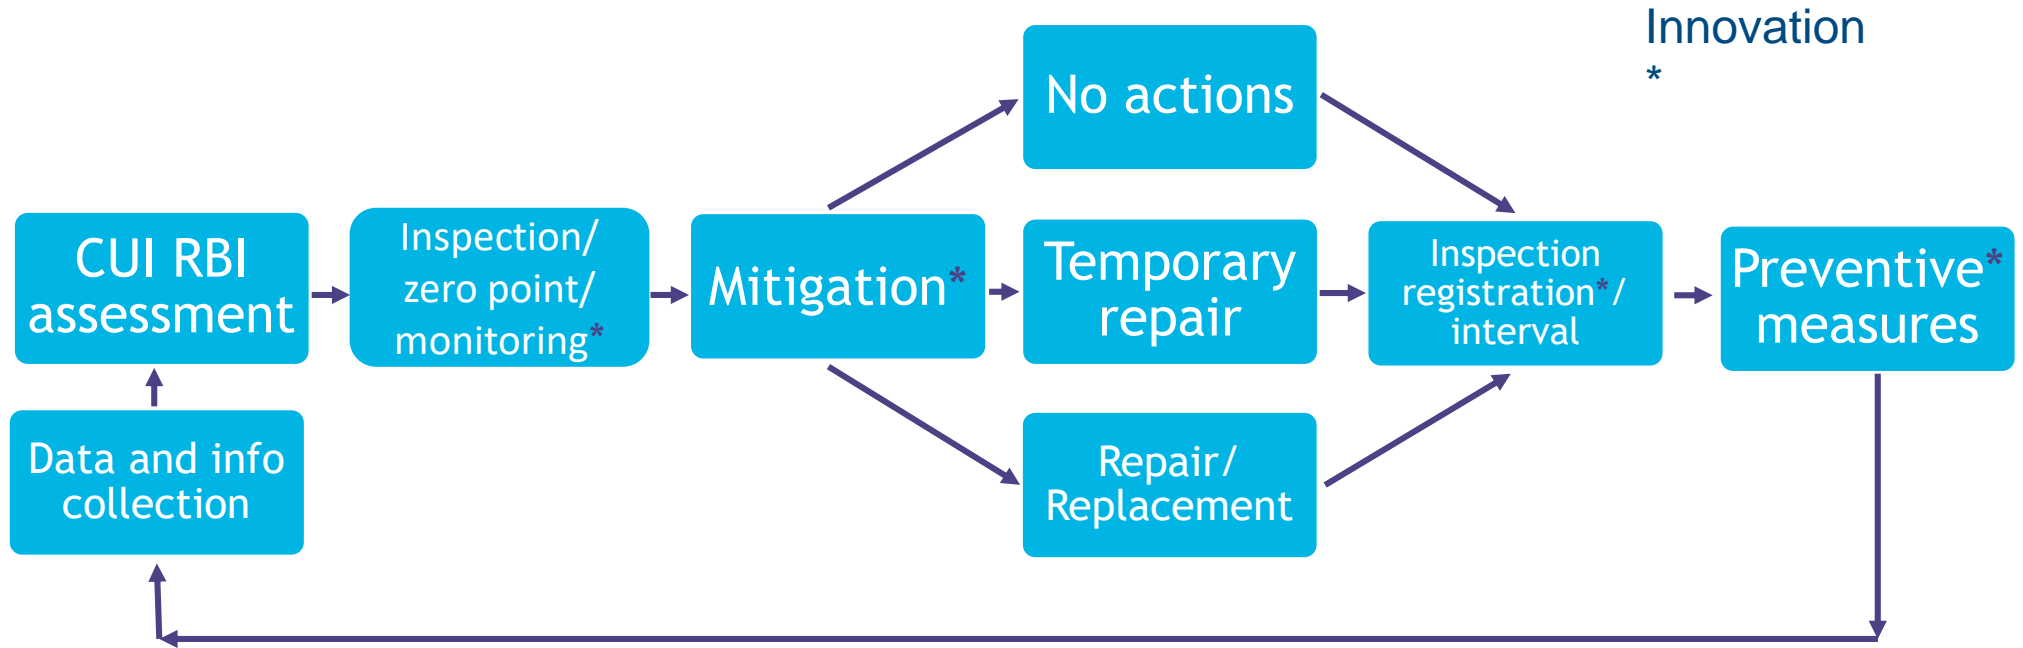 Innovation
*
No actions
CUI RBI
assessment
Inspection/
zero point/
monitoring*
Mitigation*
Temporary
repair
Inspection
registration*/
interval
Preventive*
measures
Data and info
collection
Repair/
Replacement